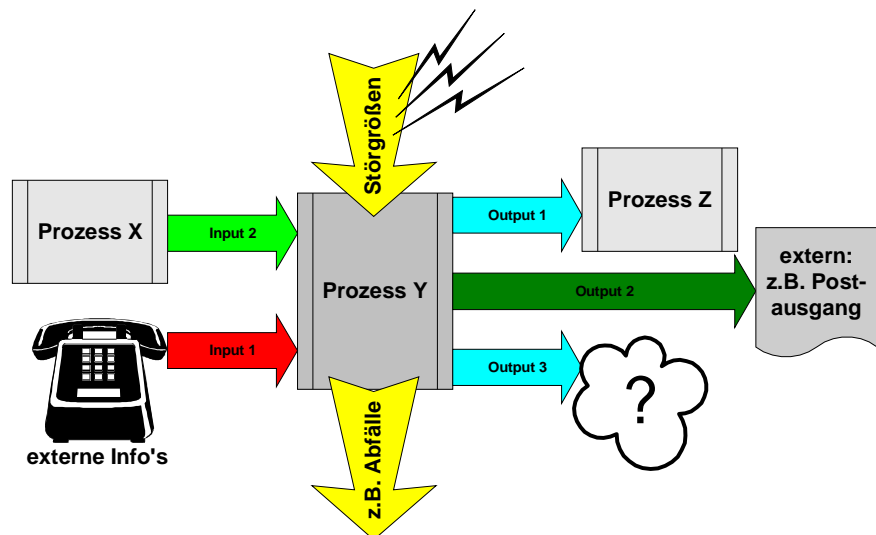 Störgrößen
Prozess X
Input 2
Output 1
Prozess Z
extern:
z.B. Post-
ausgang
Prozess Y
Output 2
Input 1
Output 3
?
externe Info's
z.B. Abfälle